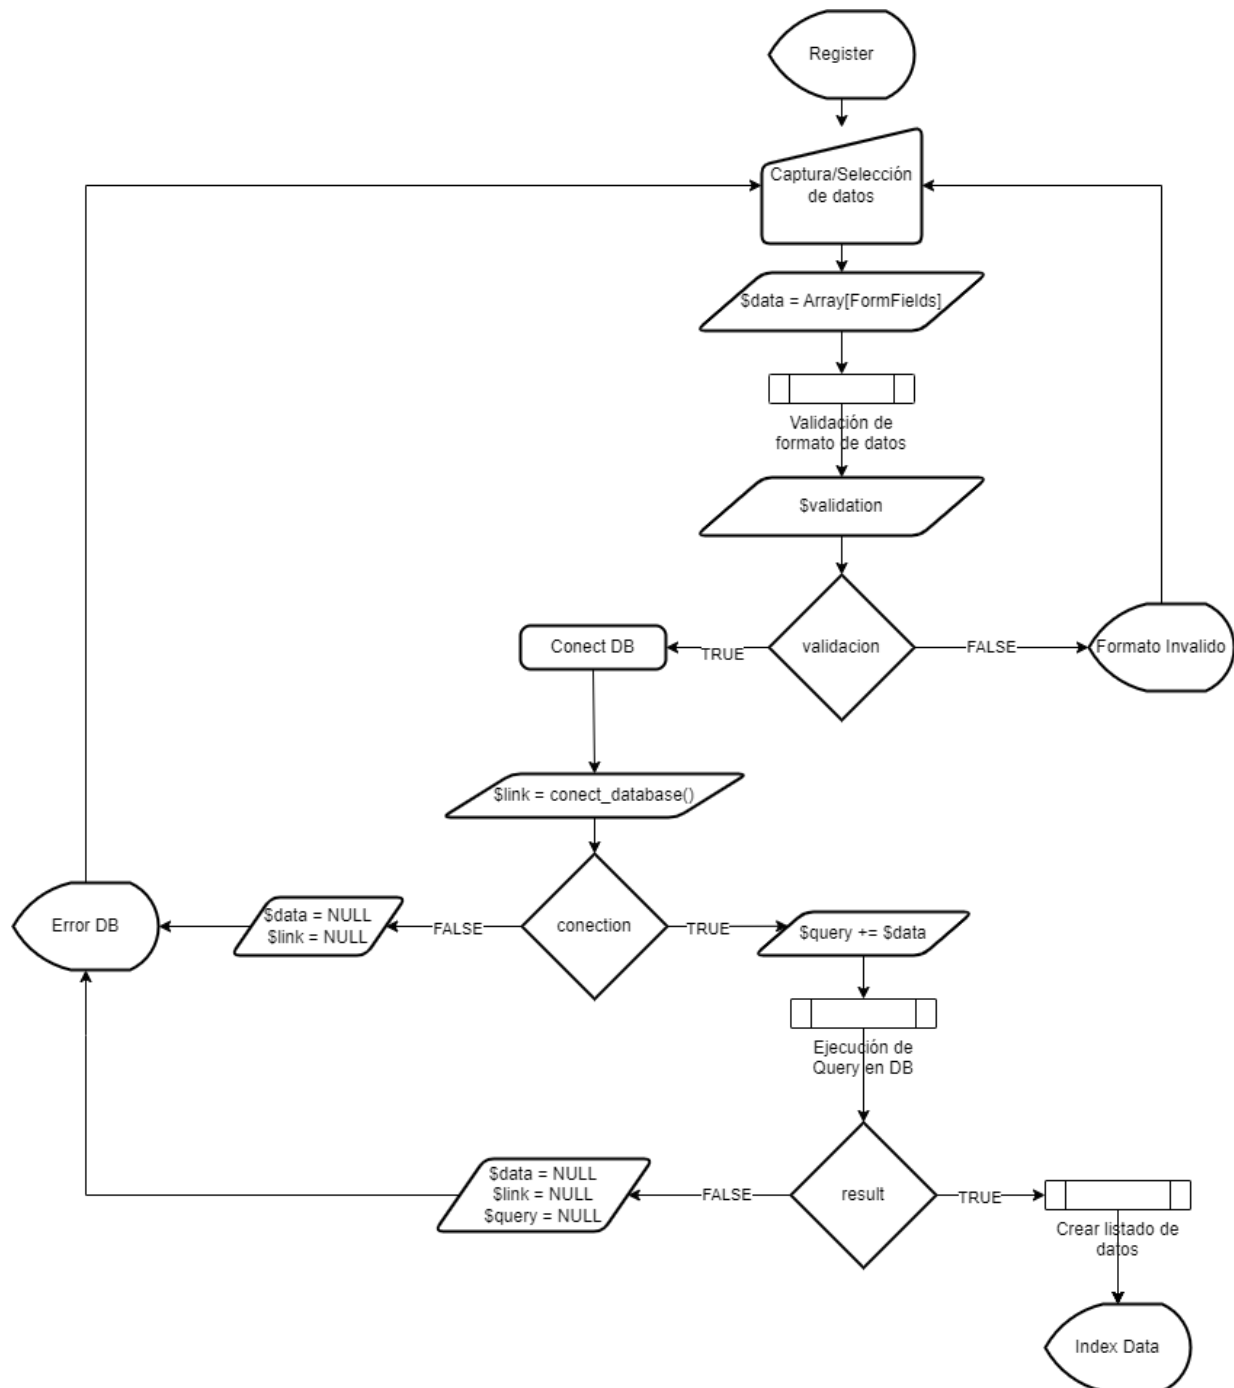 Register
Captura/Selección
de datos
$data = Array[FormFields]
Validación de
formato de datos
$validation
Conect DB
TRUE
validacion
FALSE
Formato Invalido
$link = conect_database()
Error DB
$data = NULL
$link = NULL
FALSE
conection
TRUE
$query += $data
Ejecución de
Query en DB
$data = NULL
$link = NULL
$query = NULL
FALSE
result
TRUE
Crear listado de
datos
Index Data